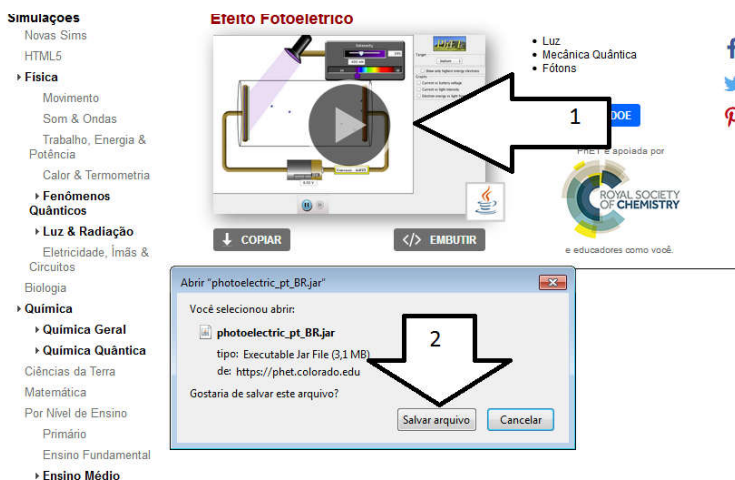 Simulações
Novas Sims
HTML5
Física
Movimento
Som & Ondas
Trabalho, Energia &
Potência
Calor & Termometria
Fenômenos
Quânticos
Luz & Radiação
Eletricidade, Ímãs &
Circuitos
Biologia
Química
Química Geral
Química Quântica
Ciências da Terra
Matemática
Por Nível de Ensino
Primário
Ensino Fundamental
Ensino Médio
Efeito Fotoelétrico
COPIAR
</> EMBUTIR
1
Luz
Mecânica Quântica
Fótons
DOE
PhET é apoiada por
ROYAL SOCIETY
OF CHEMISTRY
e educadores como você.
Abrir "photoelectric_pt_BR.jar"
Você selecionou abrir:
photoelectric_pt_BR.jar
tipo: Executable Jar File (3,1 MB)
de: https://phet.colorado.edu
Gostaria de salvar este arquivo?
2
Salvar arquivo
Cancelar